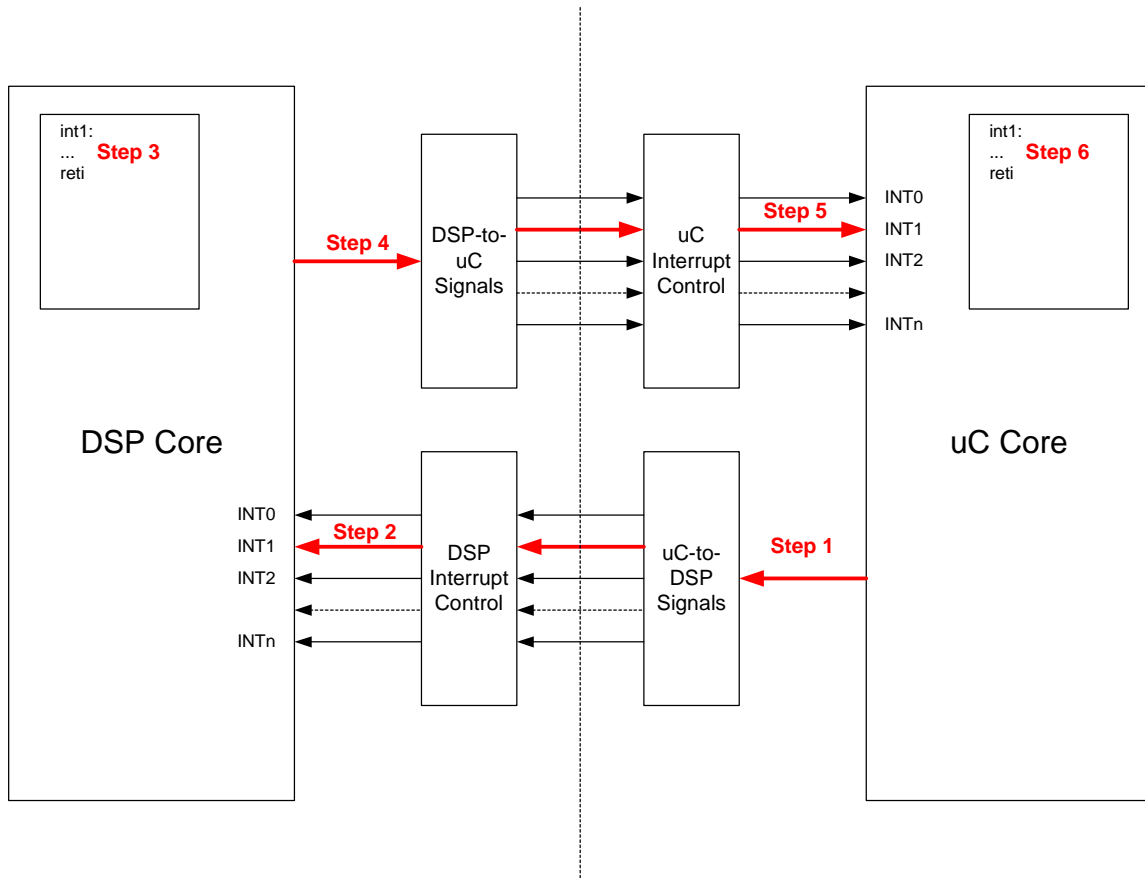 int1:
...
Step 3
reti
int1:
...
Step 6
reti
Step 4
DSP-to-
uC
Signals
uC
Interrupt
Control
Step 5
INT0
INT1
INT2
INTn
DSP Core
uC Core
INT0
INT1
INT2
INTn
Step 2
DSP
Interrupt
Control
uC-to-
DSP
Signals
Step 1